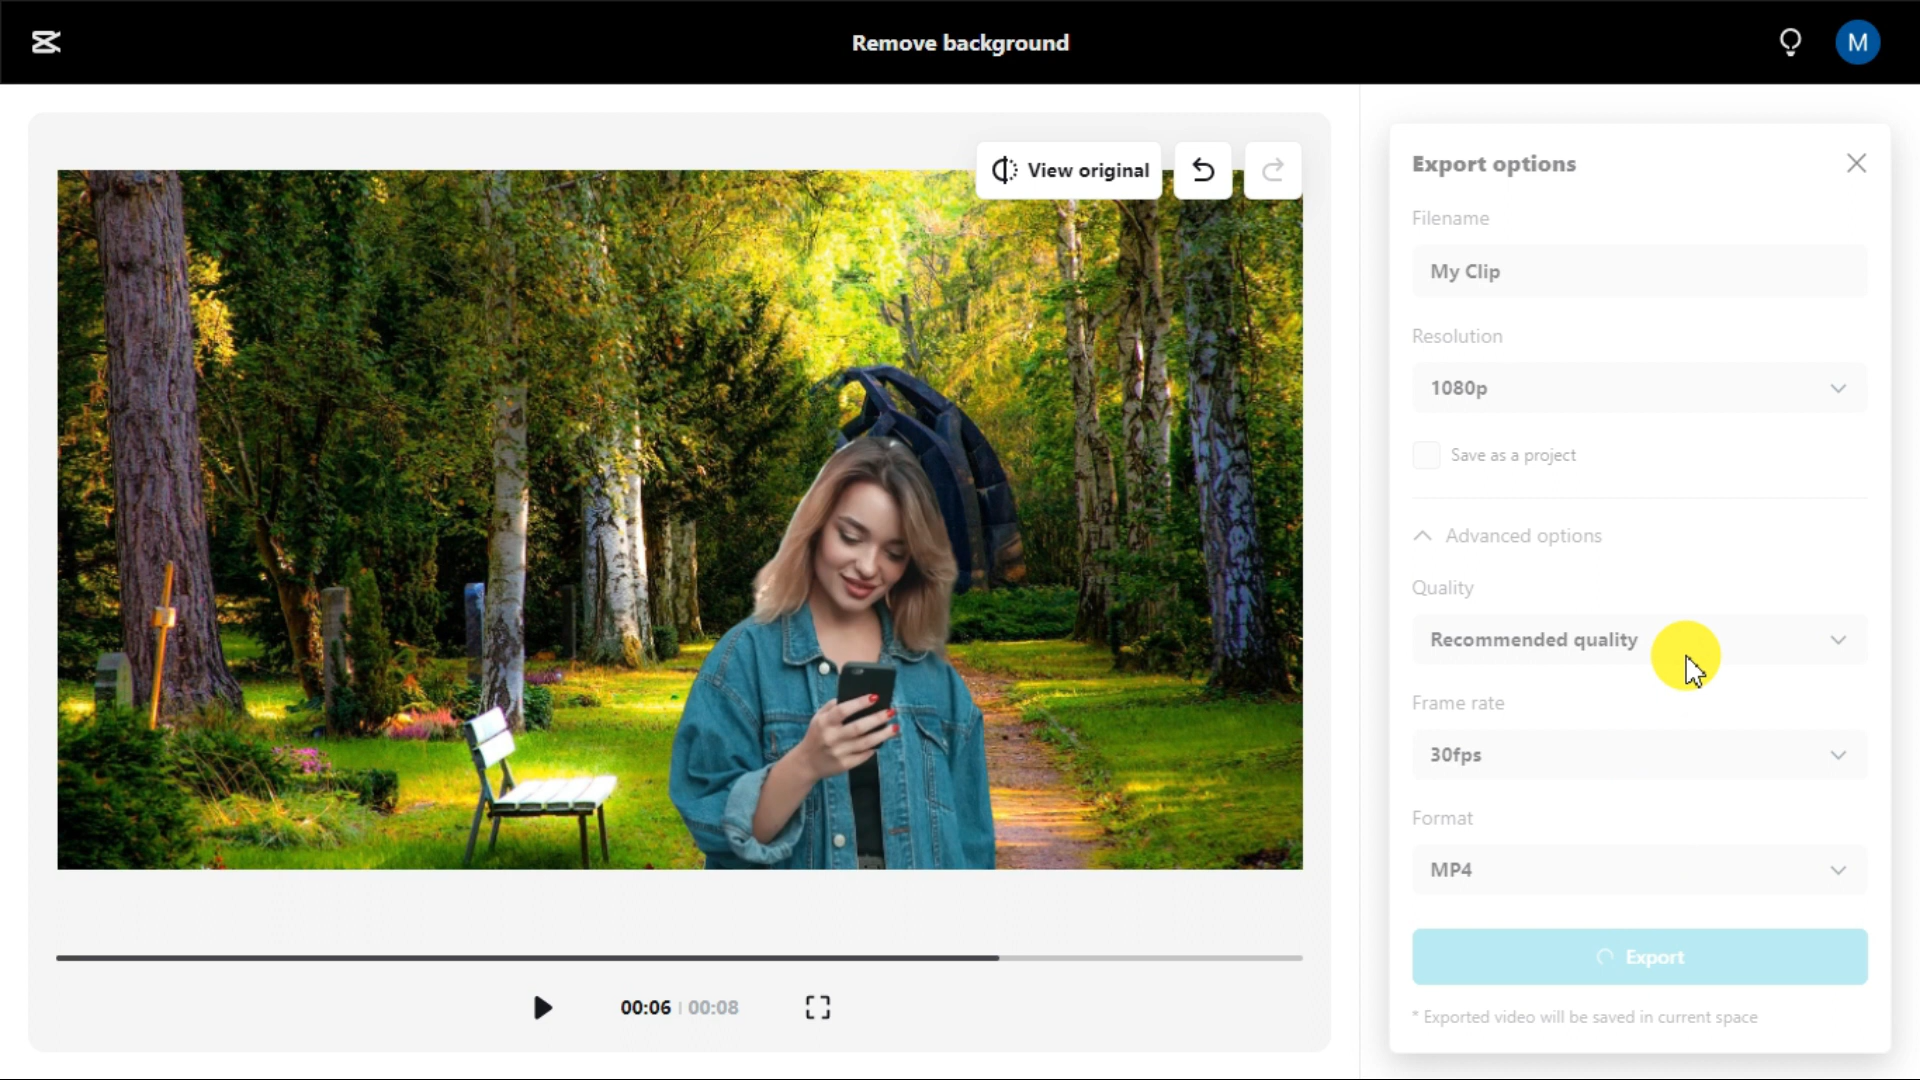 Remove background
M
View original
00:06 | 00:08
Export options
Filename
My Clip
Resolution
1080p
Save as a project
Advanced options
Quality
Recommended quality
Frame rate
30fps
Format
MP4
Export
* Exported video will be saved in current space